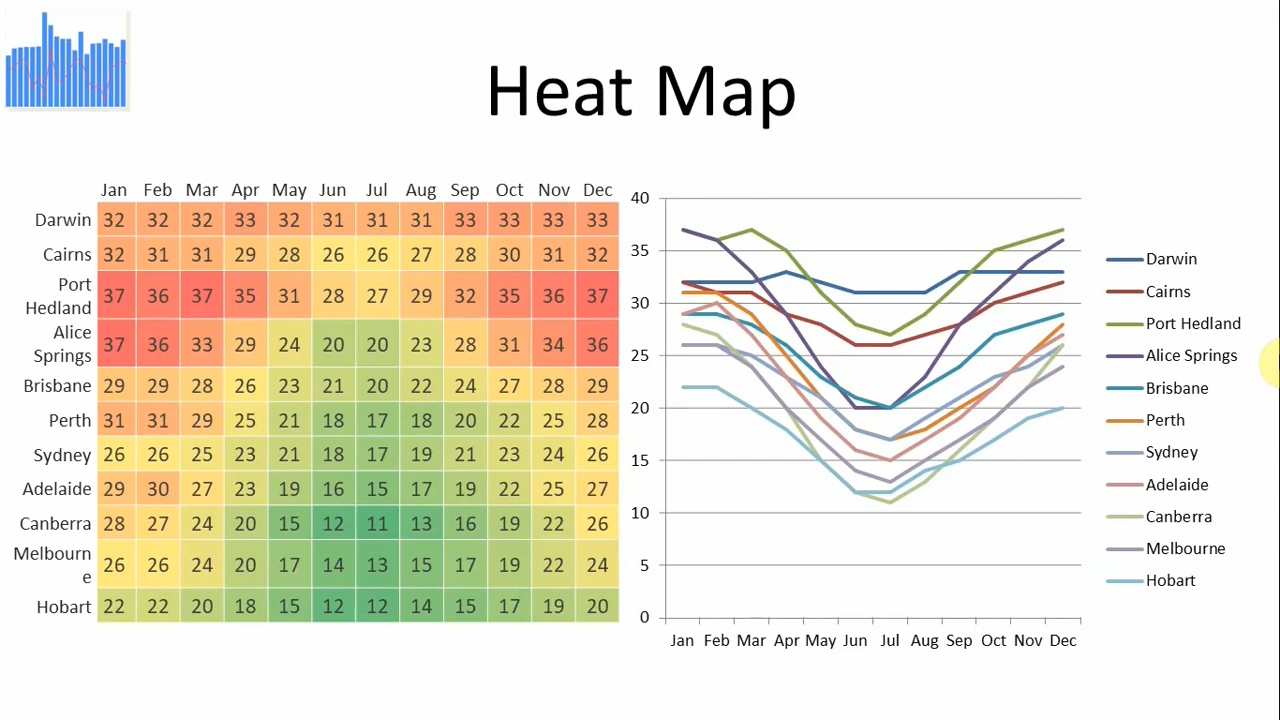 Heat Map
Jan Feb Mar Apr May Jun Jul Aug Sep Oct Nov Dec
Darwin 32 32 32 33 32 31 31 31 33 33 33 33
Cairns 32 31 31 29 28 26 26 27 28 30 31 32
Port
Hedland 37 36 37 35 31 28 27 29 32 35 36 37
Alice
Springs 37 36 33 29 24 20 20 23 28 31 34 36
Brisbane 29 29 28 26 23 21 20 22 24 27 28 29
Perth 31 31 29 25 21 18 17 18 20 22 25 28
Sydney 26 26 25 23 21 18 17 19 21 23 24 26
Adelaide 29 30 27 23 19 16 15 17 19 22 25 27
Canberra 28 27 24 20 15 12 11 13 16 19 22 26
Melbourn
e 26 26 24 20 17 14 13 15 17 19 22 24
Hobart 22 22 20 18 15 12 12 14 15 17 19 20
40
35
30
25
20
15
10
5
0
Jan Feb Mar Apr May Jun Jul Aug Sep Oct Nov Dec
Darwin
Cairns
Port Hedland
Alice Springs
Brisbane
Perth
Sydney
Adelaide
Canberra
Melbourne
Hobart